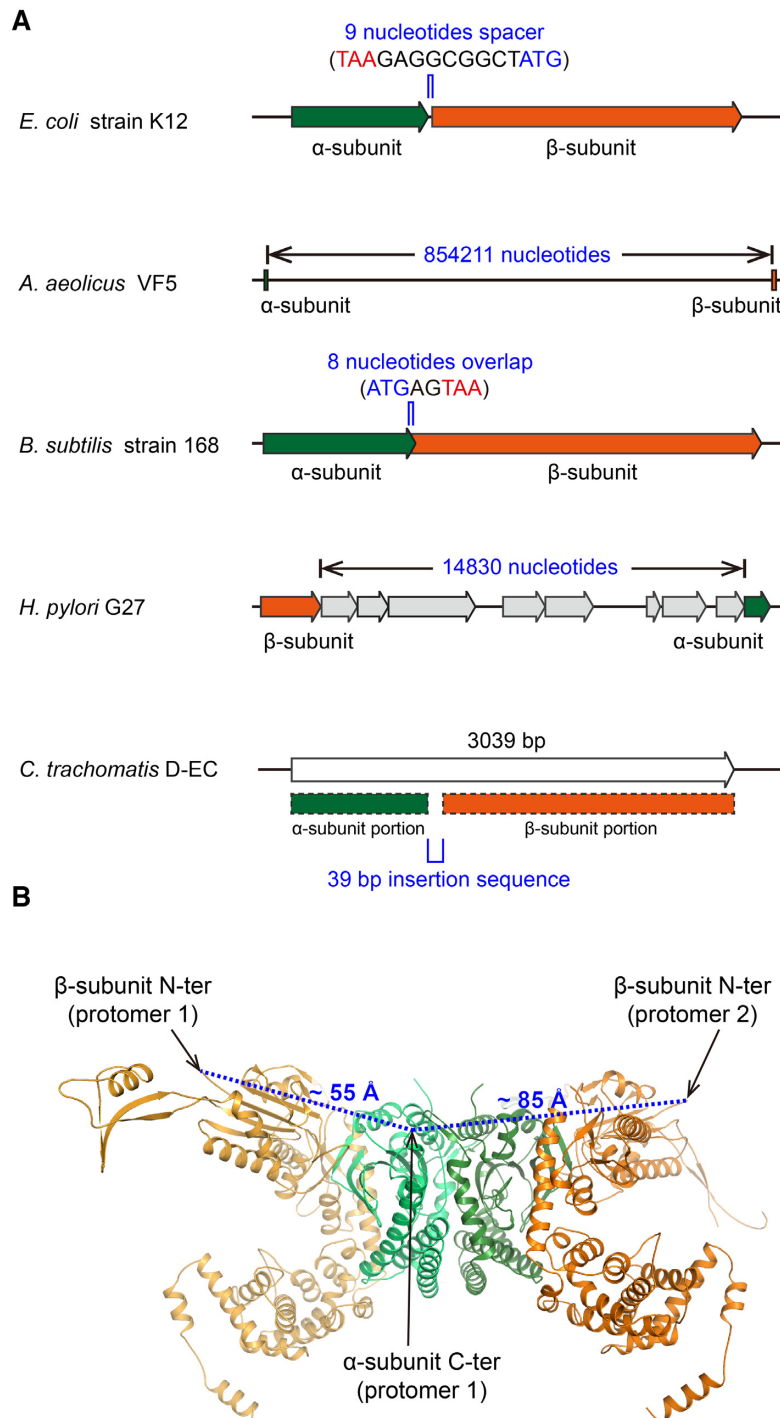 A
9 nucleotides spacer
(TAAGAGGCGGCTATG)
E. coli strain K12
α-subunit
β-subunit
854211 nucleotides
A. aeolicus VF5
α-subunit
β-subunit
8 nucleotides overlap
(ATGAGTAA)
B. subtilis strain 168
α-subunit
β-subunit
14830 nucleotides
H. pylori G27
β-subunit
α-subunit
3039 bp
C. trachomatis D-EC
α-subunit portion
β-subunit portion
39 bp insertion sequence
B
β-subunit N-ter
(protomer 1)
β-subunit N-ter
(protomer 2)
~ 55 Å
~ 85 Å
α-subunit C-ter
(protomer 1)